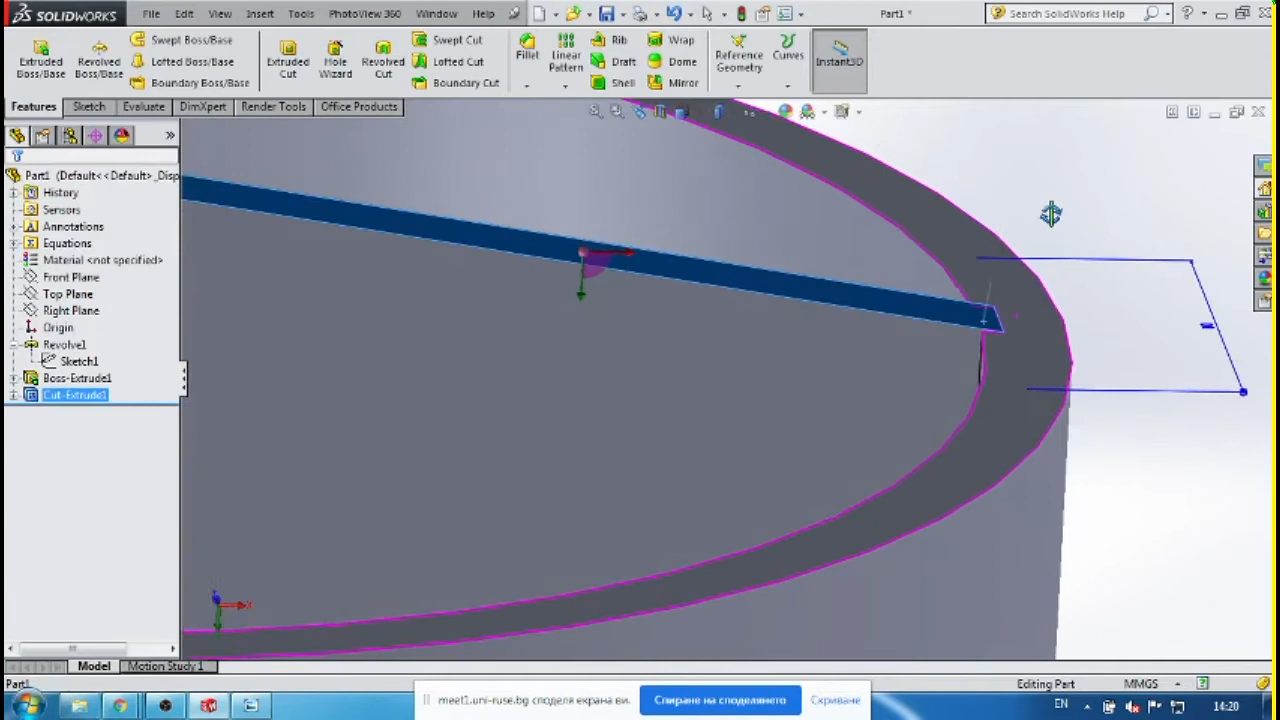 SOLIDWORKS File Edit View Insert Tools PhotoView 360 Window Help Part1 * Search SolidWorks Help
Extruded Boss/Base
Revolved Boss/Base
Swept Boss/Base
Lofted Boss/Base
Boundary Boss/Base
Extruded Cut
Hole Wizard
Revolved Cut
Swept Cut
Lofted Cut
Boundary Cut
Fillet
Linear Pattern
Rib
Draft
Shell
Wrap
Dome
Mirror
Reference Geometry
Curves
Instant3D
Features Sketch Evaluate DimXpert Render Tools Office Products
Part1 (Default<<Default>_Disp
History
Sensors
Annotations
Equations
Material <not specified>
Front Plane
Top Plane
Right Plane
Origin
Revolve1
Sketch1
Boss-Extrude1
Cut-Extrude1
Model Motion Study 1
Part1 Editing Part MMGS
meet1.uni-ruse.bg споделя екрана ви. Спиране на споделянето Скриване
EN 14:20